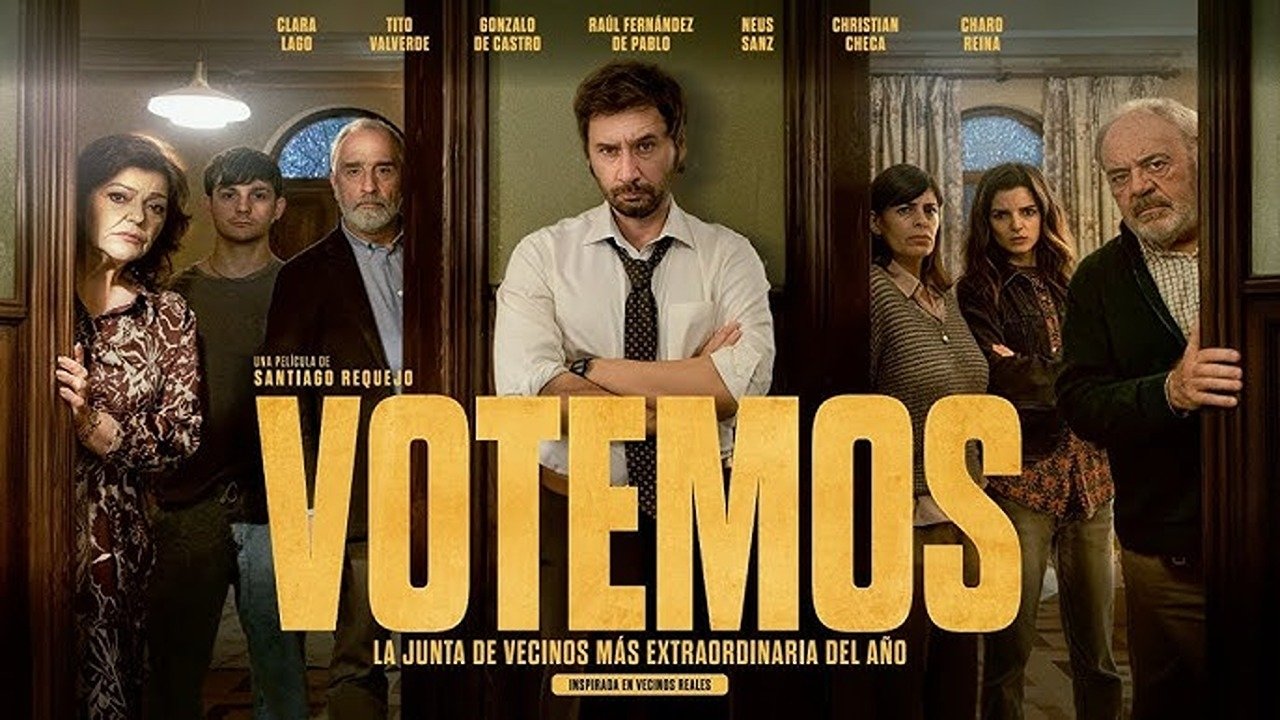 CLARA
LAGO
TITO
VALVERDE
GONZALO
DE CASTRO
RAÚL FERNÁNDEZ
DE PABLO
NEUS
SANZ
CHRISTIAN
CHECA
CHARO
REINA
UNA PELÍCULA DE
SANTIAGO REQUEJO
VOTEMOS
LA JUNTA DE VECINOS MÁS EXTRAORDINARIA DEL AÑO
INSPIRADA EN VECINOS REALES